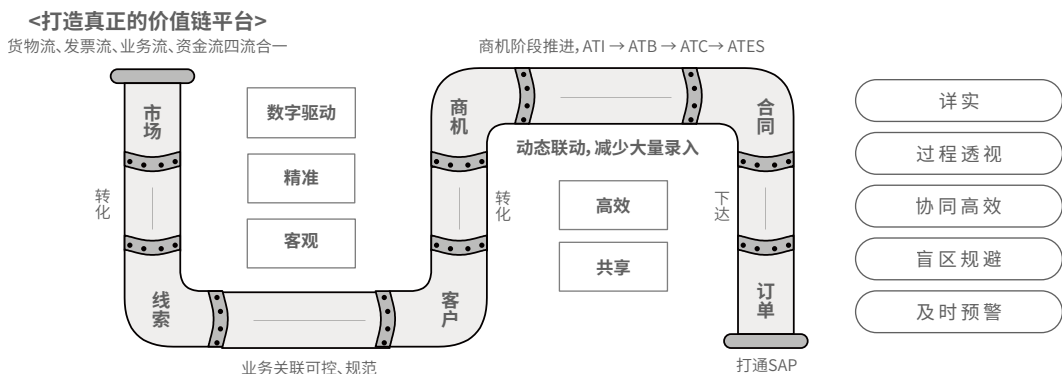 <打造真正的价值链平台>
货物流、发票流、业务流、资金流四流合一
市场
转化
线索
数字驱动
精准
客观
业务关联可控、规范
客户
转化
商机
商机阶段推进, ATI → ATB → ATC→ ATES
动态联动, 减少大量录入
高效
共享
合同
下达
订单
打通SAP
详实
过程透视
协同高效
盲区规避
及时预警